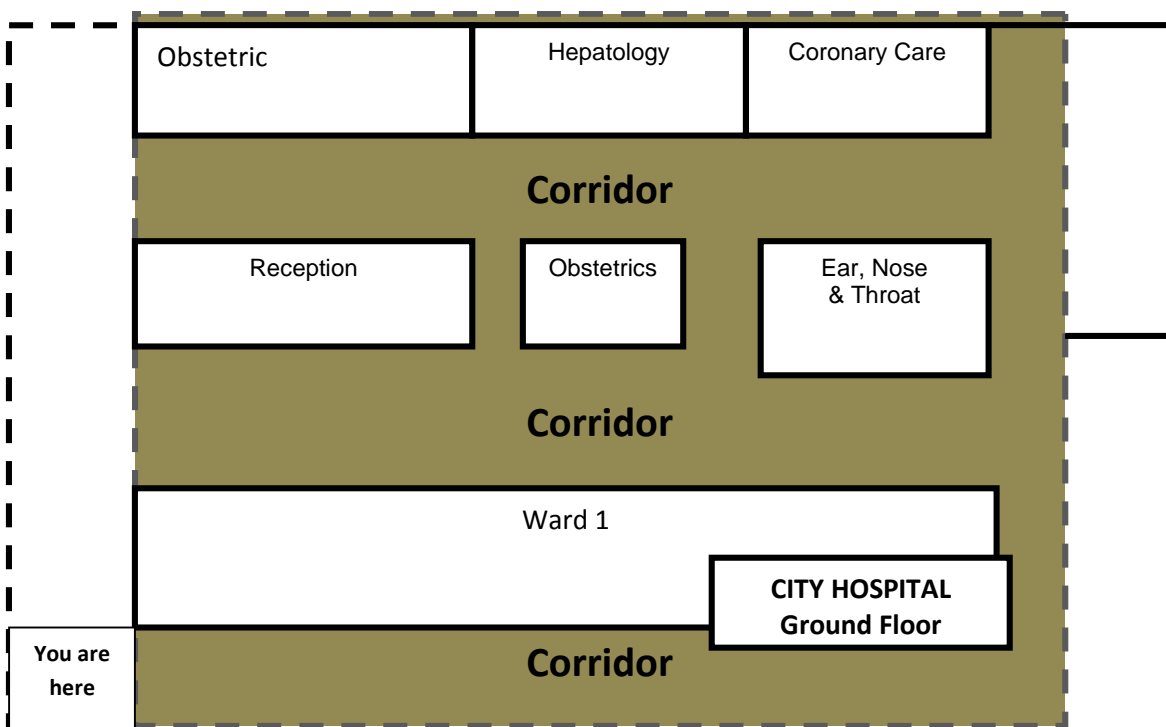 Obstetric
Hepatology
Coronary Care
Corridor
Reception
Obstetrics
Ear, Nose
& Throat
Corridor
Ward 1
CITY HOSPITAL
Ground Floor
You are
here
Corridor